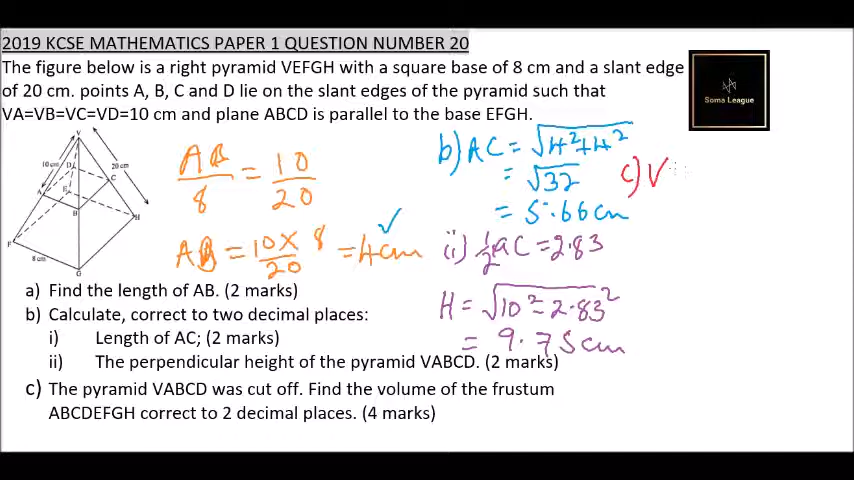 2019 KCSE MATHEMATICS PAPER 1 QUESTION NUMBER 20
The figure below is a right pyramid VEFGH with a square base of 8 cm and a slant edge
of 20 cm. points A, B, C and D lie on the slant edges of the pyramid such that
VA=VB=VC=VD=10 cm and plane ABCD is parallel to the base EFGH.
Soma League
V
10 cm
20 cm
D
C
A
E
B
H
F
8 cm
G
AB/8 = 10/20
AB = 10 x 8/20 = 4cm ✓
b) AC = √4²+4²
= √32
= 5.66cm
ii) ½ AC = 2.83
H = √10² - 2.83²
= 9.75cm
c) V
a) Find the length of AB. (2 marks)
b) Calculate, correct to two decimal places:
i) Length of AC; (2 marks)
ii) The perpendicular height of the pyramid VABCD. (2 marks)
c) The pyramid VABCD was cut off. Find the volume of the frustum
ABCDEFGH correct to 2 decimal places. (4 marks)